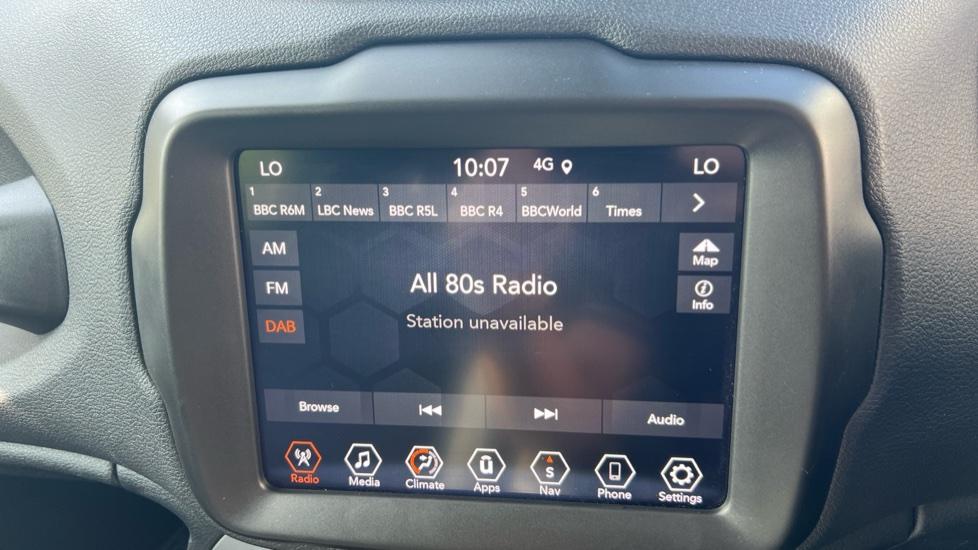 LO 10:07 4G LO
1 BBC R6M 2 LBC News 3 BBC R5L 4 BBC R4 5 BBCWorld 6 Times
AM
Map
FM
All 80s Radio
Info
DAB
Station unavailable
Browse Audio
Radio Media Climate Apps Nav Phone Settings
ū S